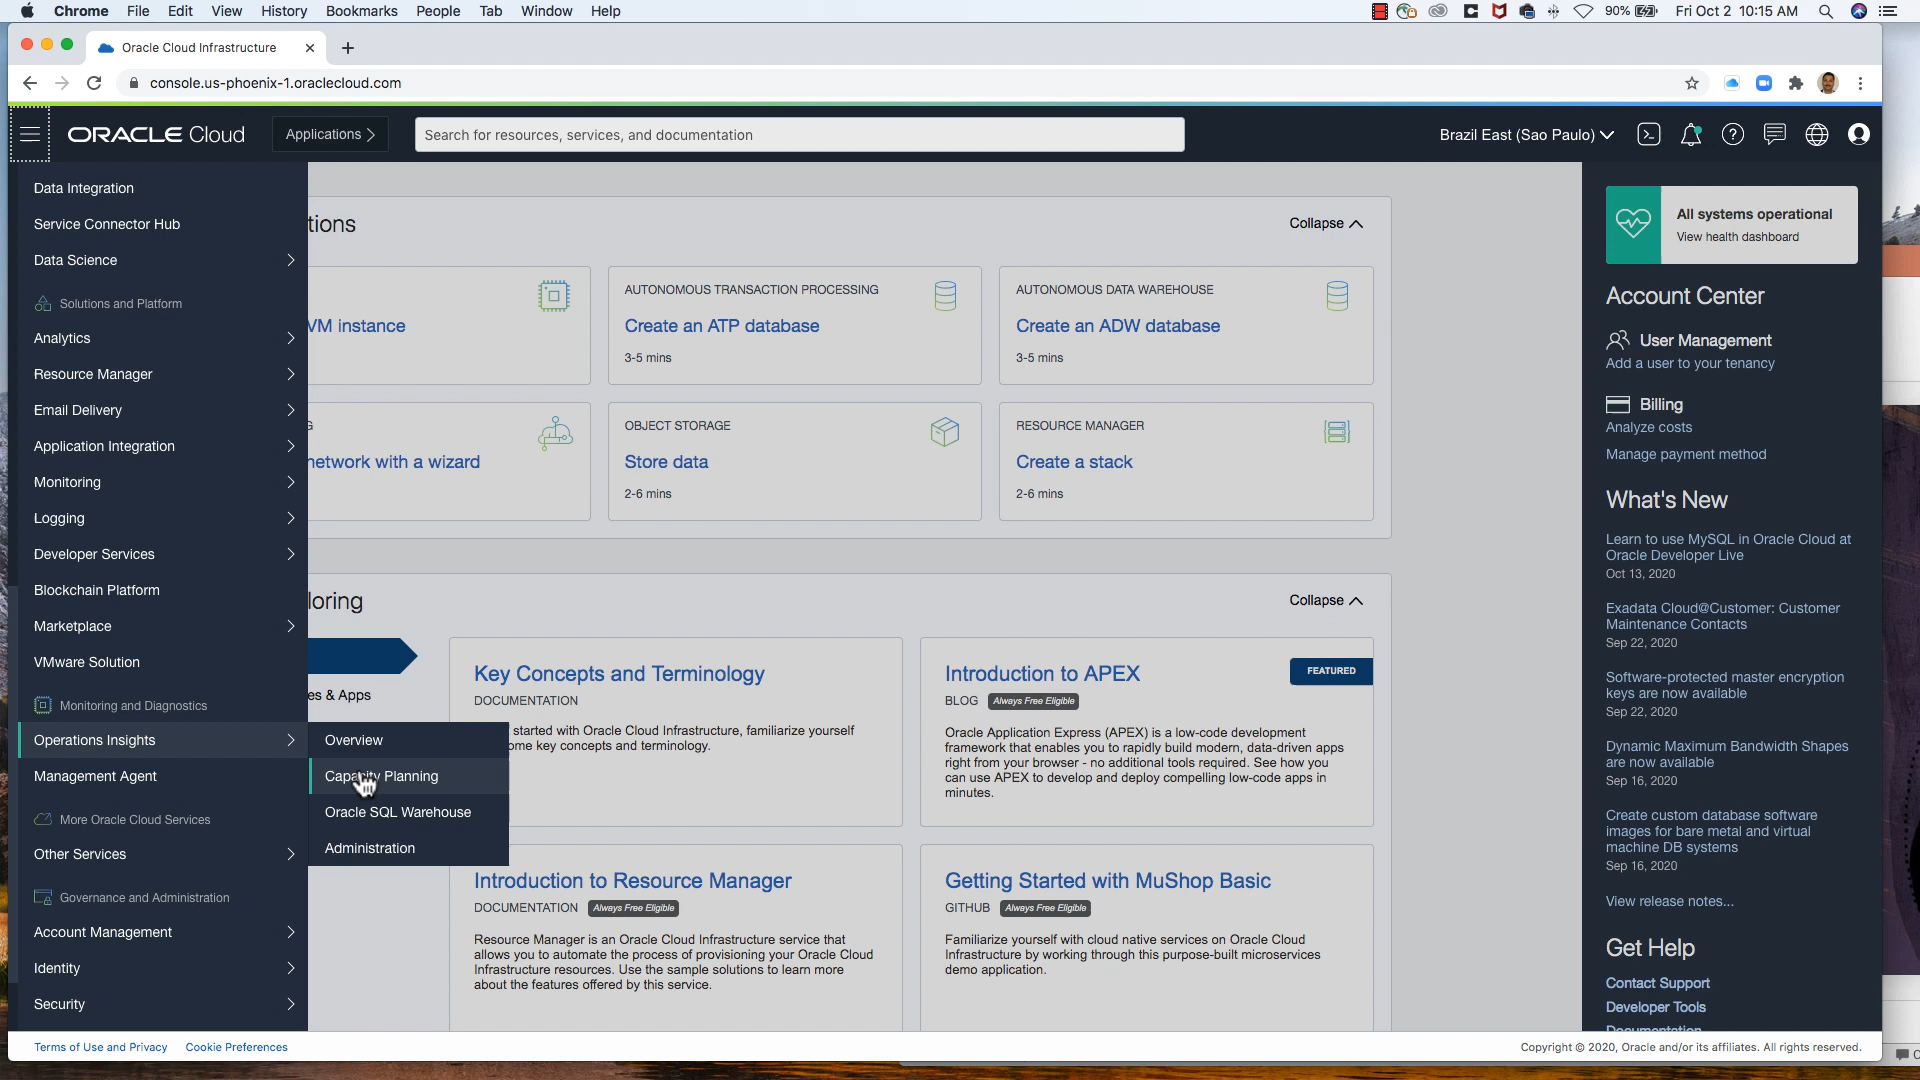 Chrome File Edit View History Bookmarks People Tab Window Help
90% Fri Oct 2 10:15 AM
Oracle Cloud Infrastructure
console.us-phoenix-1.oraclecloud.com
ORACLE Cloud
Applications
Search for resources, services, and documentation
Brazil East (Sao Paulo)
Data Integration
Service Connector Hub
Data Science
Solutions and Platform
Analytics
Resource Manager
Email Delivery
Application Integration
Monitoring
Logging
Developer Services
Blockchain Platform
Marketplace
VMware Solution
Monitoring and Diagnostics
Operations Insights
Management Agent
More Oracle Cloud Services
Other Services
Governance and Administration
Account Management
Identity
Security
Overview
Capacity Planning
Oracle SQL Warehouse
Administration
tions
Collapse
VM instance
AUTONOMOUS TRANSACTION PROCESSING
Create an ATP database
3-5 mins
AUTONOMOUS DATA WAREHOUSE
Create an ADW database
3-5 mins
G
network with a wizard
OBJECT STORAGE
Store data
2-6 mins
RESOURCE MANAGER
Create a stack
2-6 mins
loring
Collapse
es & Apps
Key Concepts and Terminology
DOCUMENTATION
started with Oracle Cloud Infrastructure, familiarize yourself
ome key concepts and terminology.
Introduction to APEX
FEATURED
BLOG Always Free Eligible
Oracle Application Express (APEX) is a low-code development
framework that enables you to rapidly build modern, data-driven apps
right from your browser - no additional tools required. See how you
can use APEX to develop and deploy compelling low-code apps in
minutes.
Introduction to Resource Manager
DOCUMENTATION Always Free Eligible
Resource Manager is an Oracle Cloud Infrastructure service that
allows you to automate the process of provisioning your Oracle Cloud
Infrastructure resources. Use the sample solutions to learn more
about the features offered by this service.
Getting Started with MuShop Basic
GITHUB Always Free Eligible
Familiarize yourself with cloud native services on Oracle Cloud
Infrastructure by working through this purpose-built microservices
demo application.
All systems operational
View health dashboard
Account Center
User Management
Add a user to your tenancy
Billing
Analyze costs
Manage payment method
What's New
Learn to use MySQL in Oracle Cloud at
Oracle Developer Live
Oct 13, 2020
Exadata Cloud@Customer: Customer
Maintenance Contacts
Sep 22, 2020
Software-protected master encryption
keys are now available
Sep 22, 2020
Dynamic Maximum Bandwidth Shapes
are now available
Sep 16, 2020
Create custom database software
images for bare metal and virtual
machine DB systems
Sep 16, 2020
View release notes...
Get Help
Contact Support
Developer Tools
Documentation
Terms of Use and Privacy Cookie Preferences
Copyright © 2020, Oracle and/or its affiliates. All rights reserved.